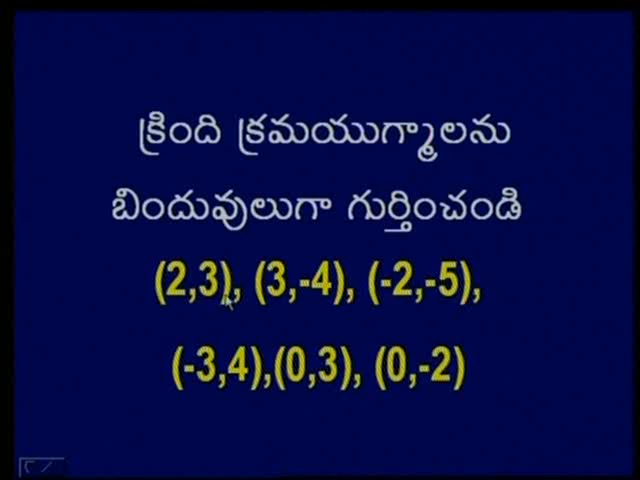 క్రింది క్రమయుగ్మాలను
బిందువులుగా గుర్తించండి
(2,3), (3,-4), (-2,-5),
(-3,4),(0,3), (0,-2)